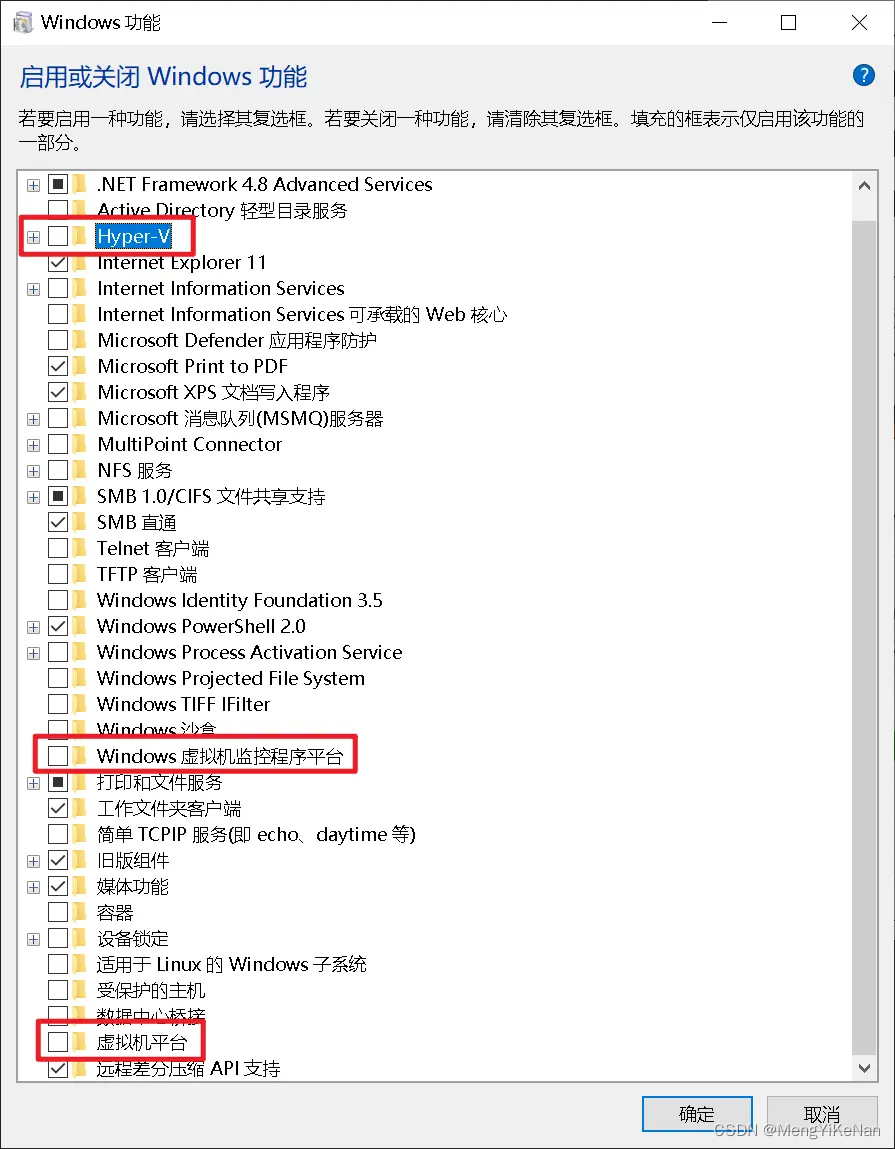 Windows 功能
启用或关闭 Windows 功能
?
若要启用一种功能，请选择其复选框。若要关闭一种功能，请清除其复选框。填充的框表示仅启用该功能的
一部分。
.NET Framework 4.8 Advanced Services
Active Directory 轻型目录服务
Hyper-V
Internet Explorer 11
Internet Information Services
Internet Information Services 可承载的 Web 核心
Microsoft Defender 应用程序防护
Microsoft Print to PDF
Microsoft XPS 文档写入程序
Microsoft 消息队列(MSMQ)服务器
MultiPoint Connector
NFS 服务
SMB 1.0/CIFS 文件共享支持
SMB 直通
Telnet 客户端
TFTP 客户端
Windows Identity Foundation 3.5
Windows PowerShell 2.0
Windows Process Activation Service
Windows Projected File System
Windows TIFF IFilter
Windows 沙盒
Windows 虚拟机监控程序平台
打印和文件服务
工作文件夹客户端
简单 TCPIP 服务(即 echo、daytime 等)
旧版组件
媒体功能
容器
设备锁定
适用于 Linux 的 Windows 子系统
受保护的主机
数据中心桥接
虚拟机平台
远程差分压缩 API 支持
确定
取消
CSDN @MengYiKeNan